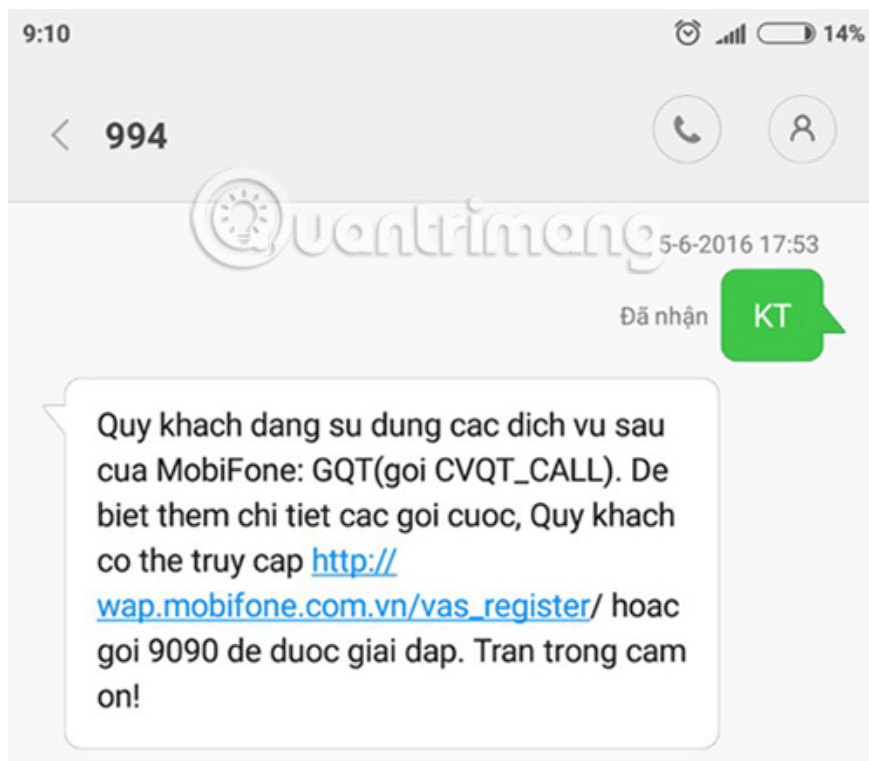 9:10
14%
994
Quantrimang
5-6-2016 17:53
Đã nhận
KT
Quy khach dang su dung cac dich vu sau
cua MobiFone: GQT(goi CVQT_CALL). De
biet them chi tiet cac goi cuoc, Quy khach
co the truy cap http://
wap.mobifone.com.vn/vas_register/ hoac
goi 9090 de duoc giai dap. Tran trong cam
on!